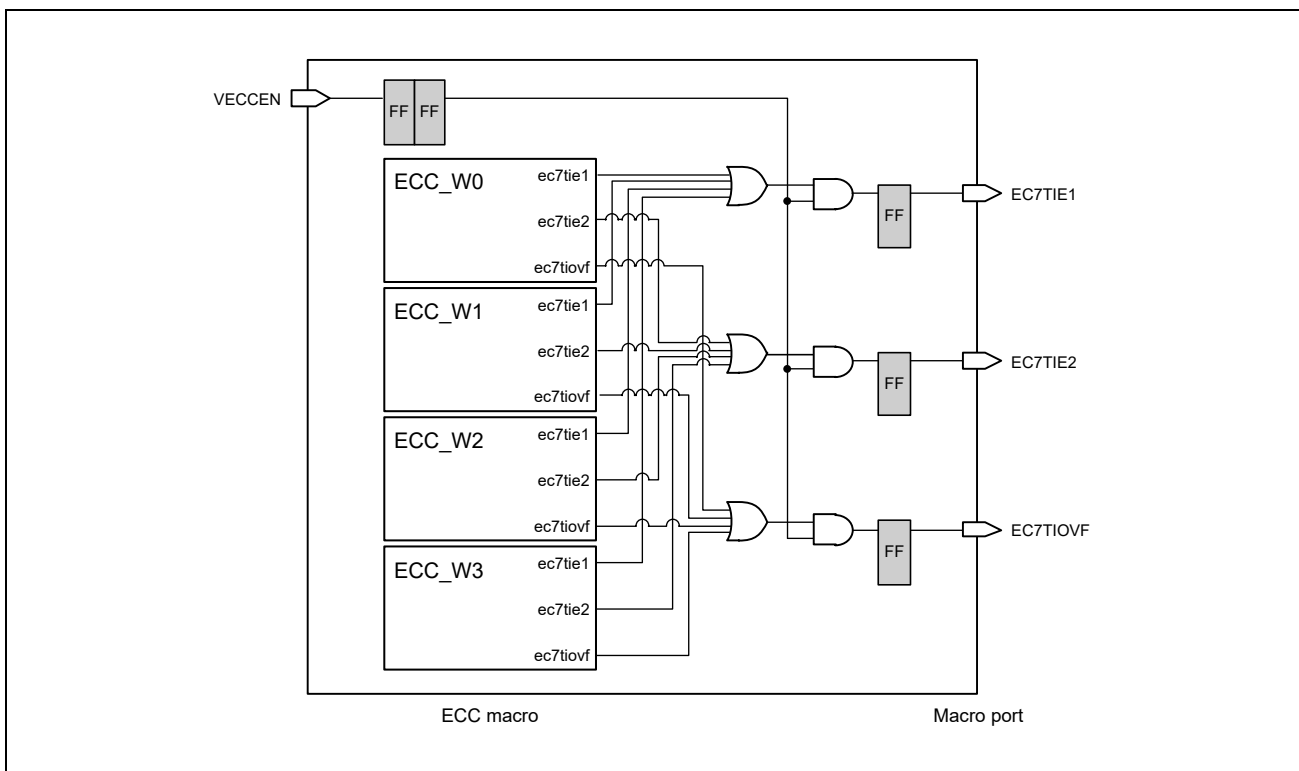 VECCEN
FF FF
ECC_W0
ec7tie1
ec7tie2
ec7tiovf
ECC_W1
ec7tie1
ec7tie2
ec7tiovf
ECC_W2
ec7tie1
ec7tie2
ec7tiovf
ECC_W3
ec7tie1
ec7tie2
ec7tiovf
FF
EC7TIE1
FF
EC7TIE2
FF
EC7TIOVF
ECC macro
Macro port